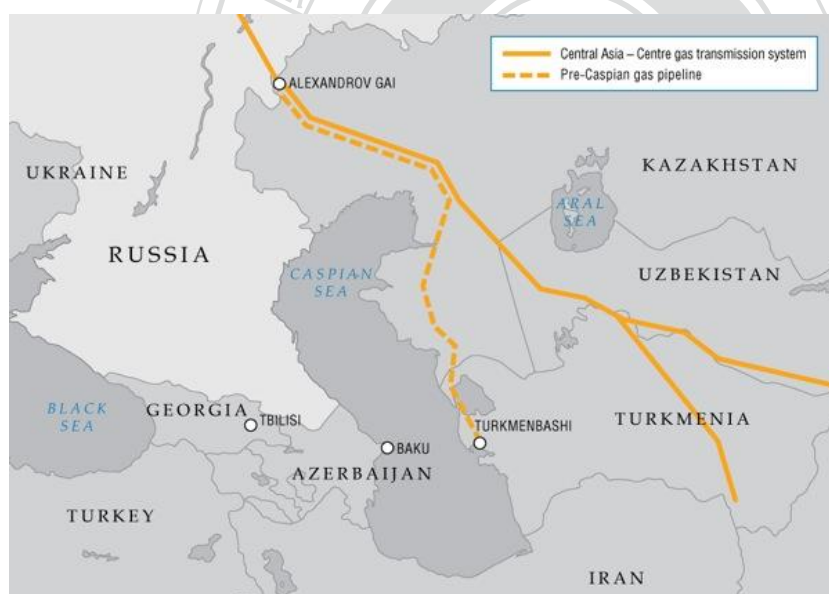 Central Asia – Centre gas transmission system
Pre-Caspian gas pipeline
ALEXANDROV GAI
UKRAINE
KAZAKHSTAN
ARAL
SEA
RUSSIA
CASPIAN
SEA
UZBEKISTAN
BLACK
SEA
GEORGIA
TBILISI
TURKMENBASHI
TURKMENIA
BAKU
AZERBAIJAN
TURKEY
IRAN